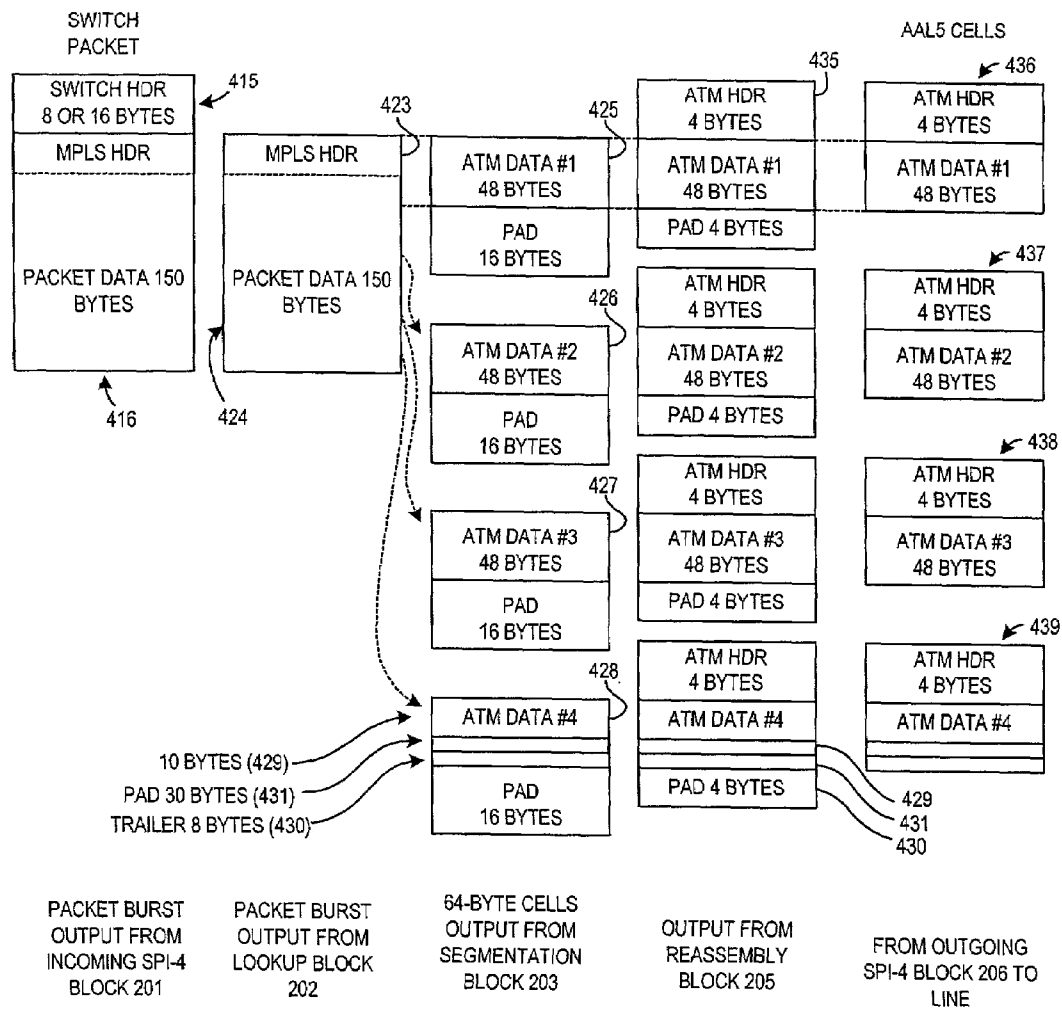 SWITCH
PACKET
SWITCH HDR
8 OR 16 BYTES
415
MPLS HDR
PACKET DATA 150
BYTES
416
423
MPLS HDR
PACKET DATA 150
BYTES
424
425
ATM DATA #1
48 BYTES
PAD
16 BYTES
426
ATM DATA #2
48 BYTES
PAD
16 BYTES
427
ATM DATA #3
48 BYTES
PAD
16 BYTES
428
ATM DATA #4
10 BYTES (429)
PAD 30 BYTES (431)
TRAILER 8 BYTES (430)
PAD
16 BYTES
435
ATM HDR
4 BYTES
ATM DATA #1
48 BYTES
PAD 4 BYTES
ATM HDR
4 BYTES
ATM DATA #2
48 BYTES
PAD 4 BYTES
ATM HDR
4 BYTES
ATM DATA #3
48 BYTES
PAD 4 BYTES
ATM HDR
4 BYTES
ATM DATA #4
PAD 4 BYTES
429
431
430
AAL5 CELLS
436
ATM HDR
4 BYTES
ATM DATA #1
48 BYTES
437
ATM HDR
4 BYTES
ATM DATA #2
48 BYTES
438
ATM HDR
4 BYTES
ATM DATA #3
48 BYTES
439
ATM HDR
4 BYTES
ATM DATA #4
PACKET BURST
OUTPUT FROM
INCOMING SPI-4
BLOCK 201
PACKET BURST
OUTPUT FROM
LOOKUP BLOCK
202
64-BYTE CELLS
OUTPUT FROM
SEGMENTATION
BLOCK 203
OUTPUT FROM
REASSEMBLY
BLOCK 205
FROM OUTGOING
SPI-4 BLOCK 206 TO
LINE